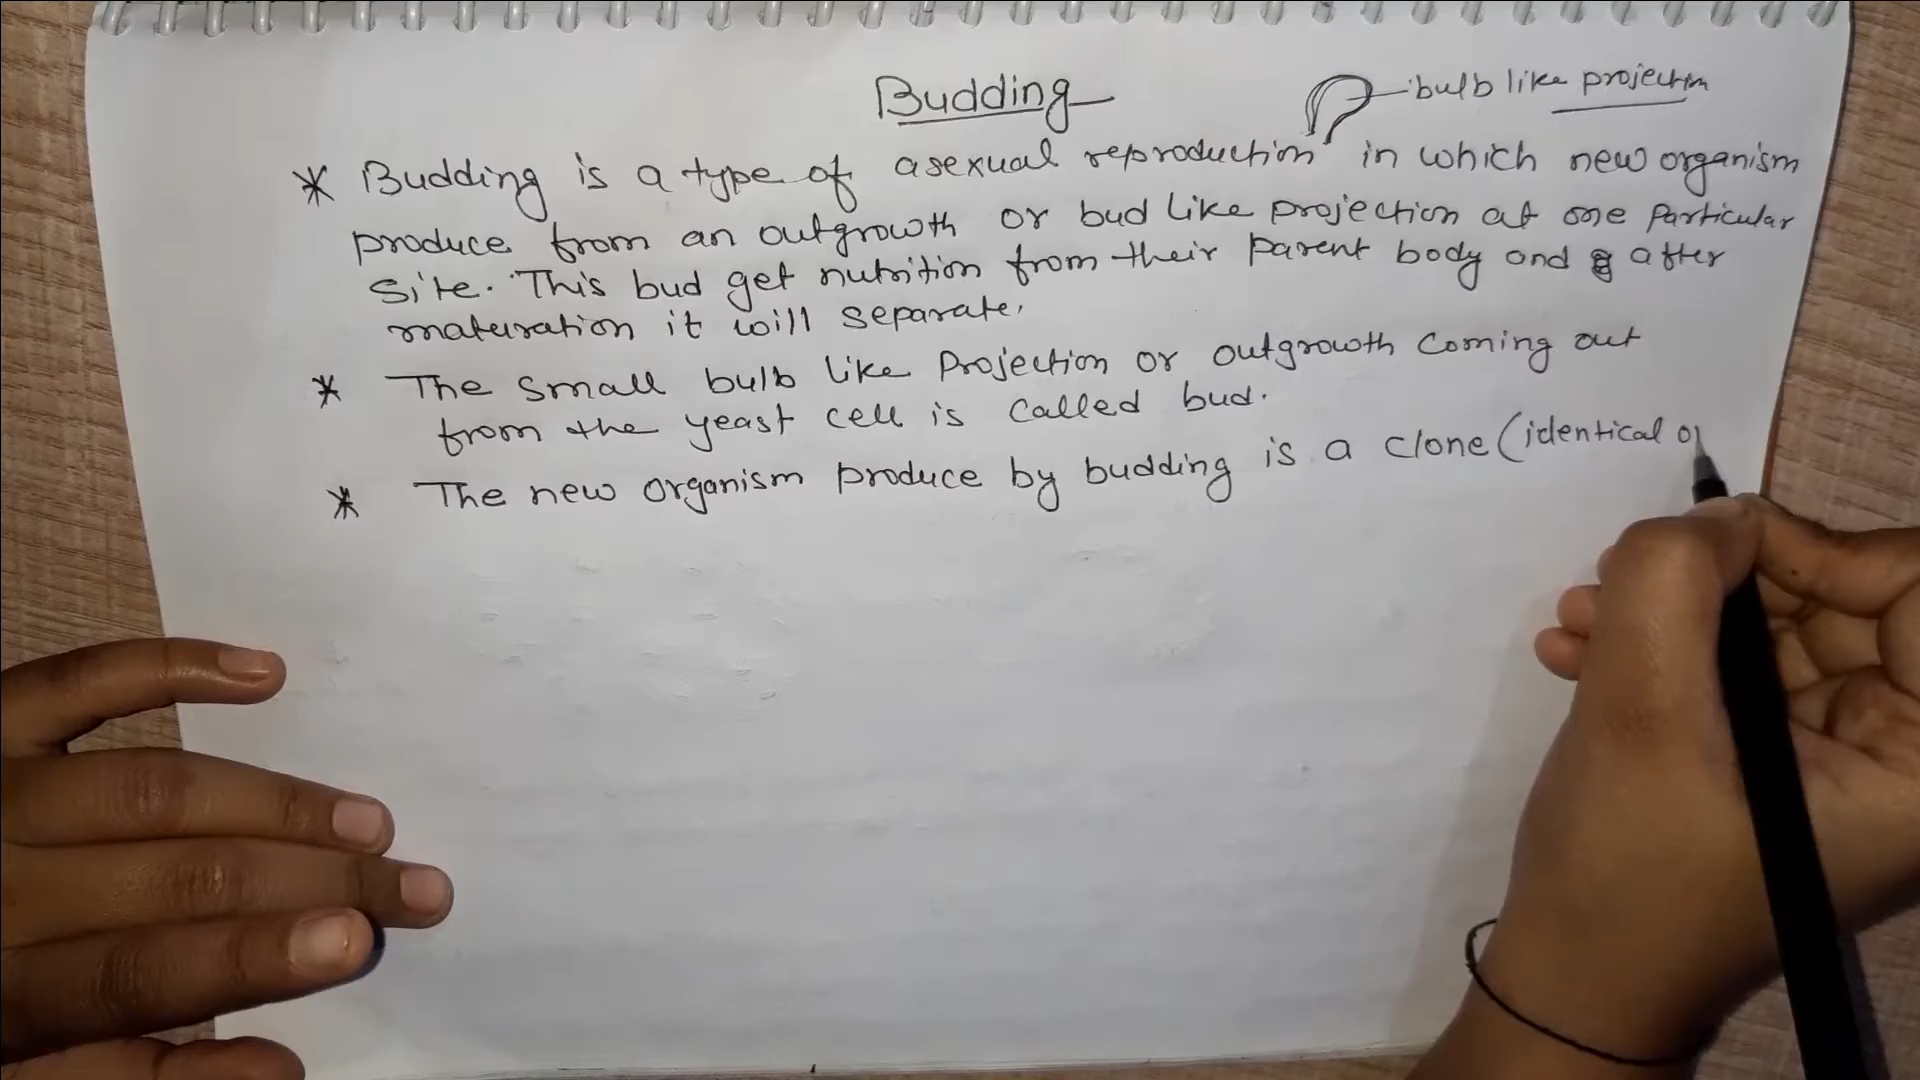 Budding
bulb like projection
* Budding is a type of asexual reproduction in which new organism
produce from an outgrowth or bud like projection at one particular
site. This bud get nutrition from their parent body and after
maturation it will separate.
* The small bulb like Projection or outgrowth coming out
from the yeast cell is called bud.
* The new organism produce by budding is a clone (identical